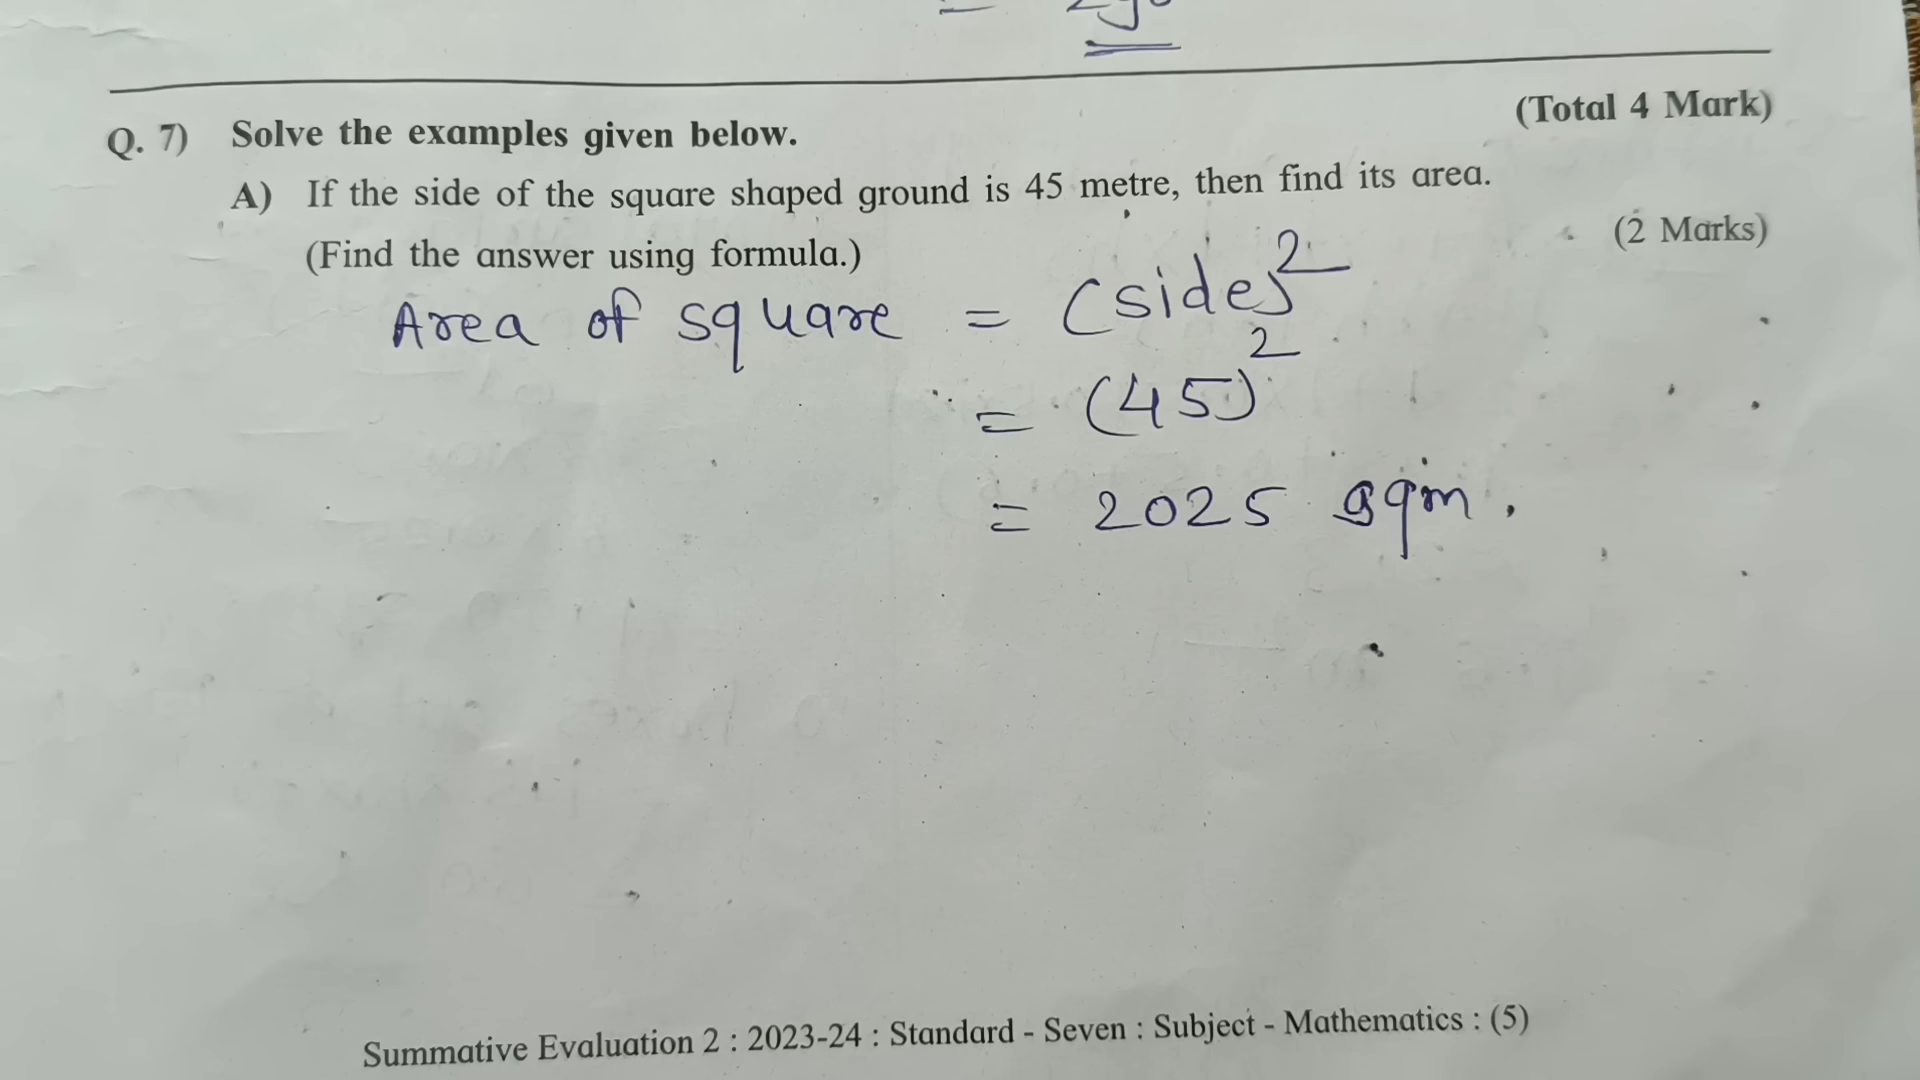 (Total 4 Mark)
Q. 7) Solve the examples given below.
A) If the side of the square shaped ground is 45 metre, then find its area.
(Find the answer using formula.) (2 Marks)
Area of square = (side)²
= (45)²
= 2025 sqm.
Summative Evaluation 2 : 2023-24 : Standard - Seven : Subject - Mathematics : (5)